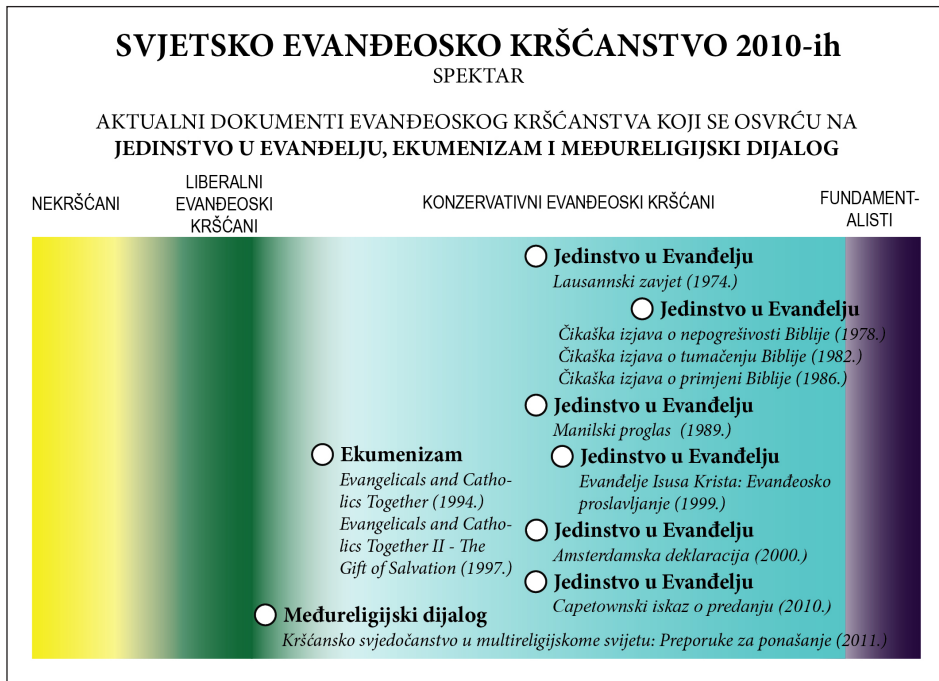 SVJETSKO EVANĐEOSKO KRŠĆANSTVO 2010-ih
SPEKTAR
AKTUALNI DOKUMENTI EVANĐEOSKOG KRŠĆANSTVA KOJI SE OSVRĆU NA
JEDINSTVO U EVANĐELJU, EKUMENIZAM I MEĐURELIGIJSKI DIJALOG
NEKRŠĆANI
LIBERALNI
EVANĐEOSKI
KRŠĆANI
KONZERVATIVNI EVANĐEOSKI KRŠĆANI
FUNDAMENT-
ALISTI
Jedinstvo u Evanđelju
Lausannski zavjet (1974.)
Jedinstvo u Evanđelju
Čikaška izjava o nepogrešivosti Biblije (1978.)
Čikaška izjava o tumačenju Biblije (1982.)
Čikaška izjava o primjeni Biblije (1986.)
Jedinstvo u Evanđelju
Manilski proglas (1989.)
Ekumenizam
Evangelicals and Catho-
lics Together (1994.)
Evangelicals and Catho-
lics Together II - The
Gift of Salvation (1997.)
Jedinstvo u Evanđelju
Evanđelje Isusa Krista: Evanđeosko
proslavljanje (1999.)
Jedinstvo u Evanđelju
Amsterdamska deklaracija (2000.)
Jedinstvo u Evanđelju
Capetownski iskaz o predanju (2010.)
Međureligijski dijalog
Kršćansko svjedočanstvo u multireligijskome svijetu: Preporuke za ponašanje (2011.)